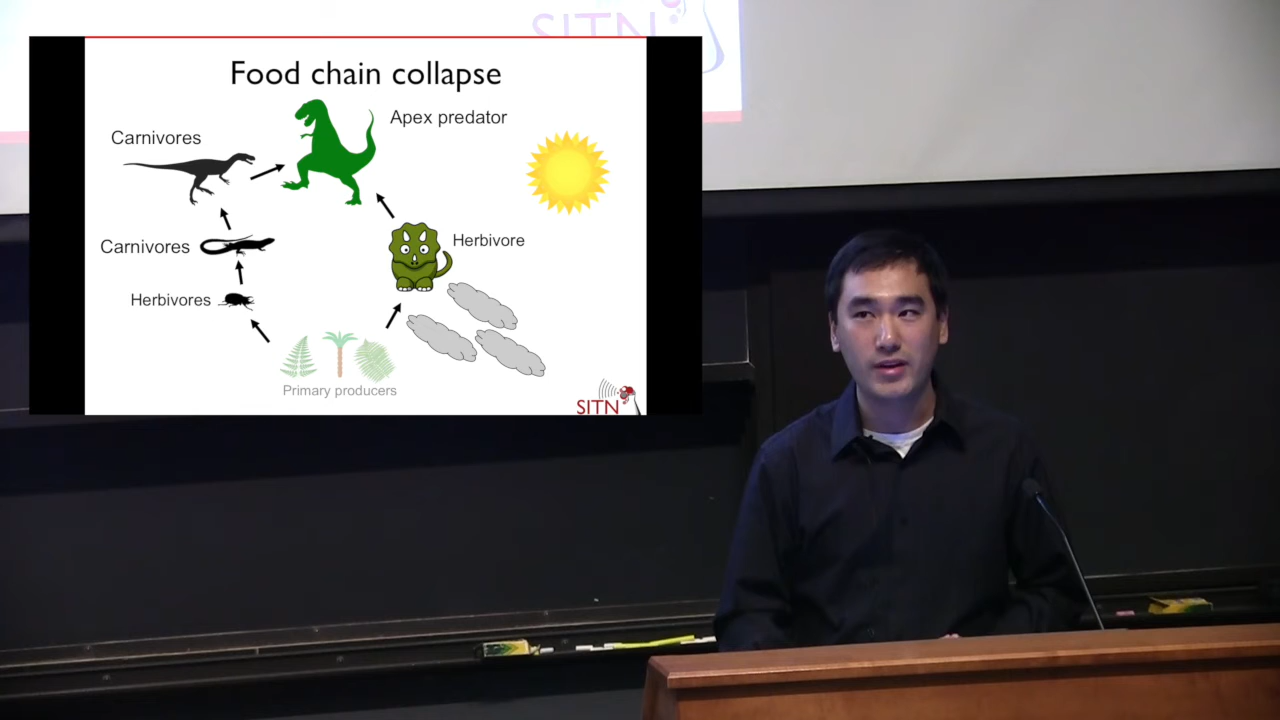 SITN
Food chain collapse
Apex predator
Carnivores
Herbivore
Carnivores
Herbivores
Primary producers
SITN